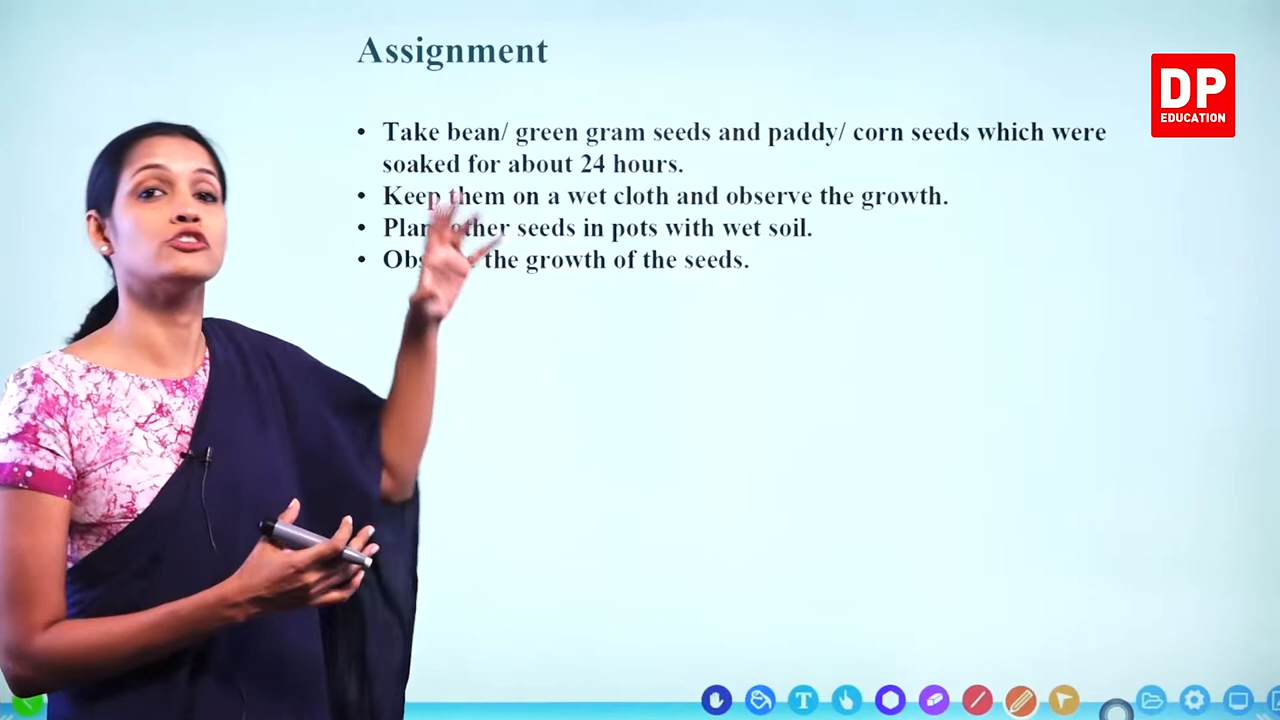 Assignment
• Take bean/ green gram seeds and paddy/ corn seeds which were
soaked for about 24 hours.
• Keep them on a wet cloth and observe the growth.
• Plant other seeds in pots with wet soil.
• the growth of the seeds.
DP
EDUCATION
T